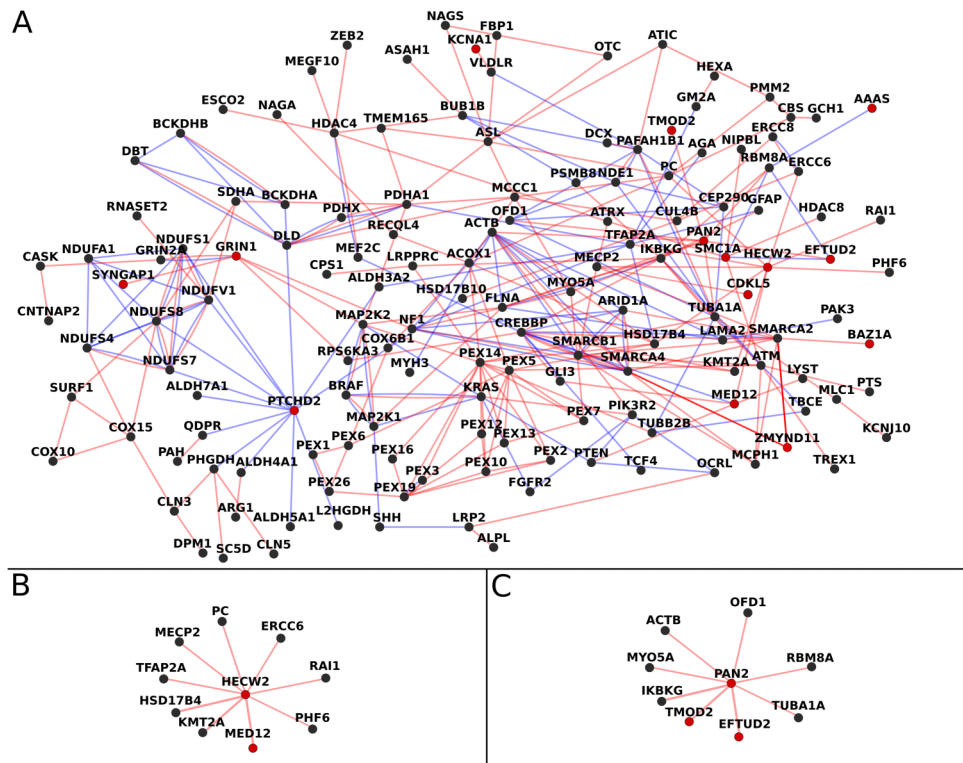 A
NAGS
FBP1
ZEB2
KCNA1
ATIC
OTC
ASAH1
VLDLR
MEGF10
HEXA
PMM2
AAAS
ESCO2
NAGA
GM2A
CBS
GCH1
BUB1B
TMOD2
HDAC4
TMEM165
BCKDHB
ASL
DCX
PAFAH1B1
ERCC8
AGA
NIPBL
DBT
RBM8A
ERCC6
PC
PSMB8
NDE1
SDHA
BCKDHA
PDHA1
MCCC1
CEP290
GFAP
RNASET2
PDHX
OFD1
ATRX
CUL4B
HDAC8
RAI1
RECQL4
ACTB
NDUFS1
DLD
TFAP2A
PAN2
NDUFA1
GRIN2A
GRIN1
MEF2C
IKBKG
SMC1A
HECW2
EFTUD2
CASK
LRPPRC
ACOX1
MECP2
PHF6
SYNGAP1
CPS1
ALDH3A2
MYO5A
CDKL5
NDUFV1
HSD17B10
CNTNAP2
FLNA
ARID1A
NDUFS8
MAP2K2
NF1
TUBA1A
PAK3
CREBBP
NDUFS4
COX6B1
HSD17B4
LAMA2
SMARCA2
SMARCB1
BAZ1A
NDUFS7
RPS6KA3
PEX14
PEX5
SMARCA4
ATM
MYH3
GLI3
KMT2A
LYST
SURF1
ALDH7A1
BRAF
KRAS
MLC1
PTS
PTCHD2
MED12
PEX7
PIK3R2
TBCE
MAP2K1
COX15
QDPR
PEX12
TUBB2B
ZMYND11
KCNJ10
PEX1
PEX6
PEX13
COX10
PAH
PHGDH
ALDH4A1
PEX16
PEX2
PTEN
MCPH1
TREX1
PEX26
PEX3
PEX10
TCF4
OCRL
PEX19
FGFR2
CLN3
ARG1
L2HGDH
ALDH5A1
SHH
LRP2
DPM1
SC5D
CLN5
ALPL
B
PC
MECP2
ERCC6
TFAP2A
RAI1
HECW2
HSD17B4
KMT2A
PHF6
MED12
C
OFD1
ACTB
MYO5A
RBM8A
PAN2
IKBKG
TMOD2
TUBA1A
EFTUD2